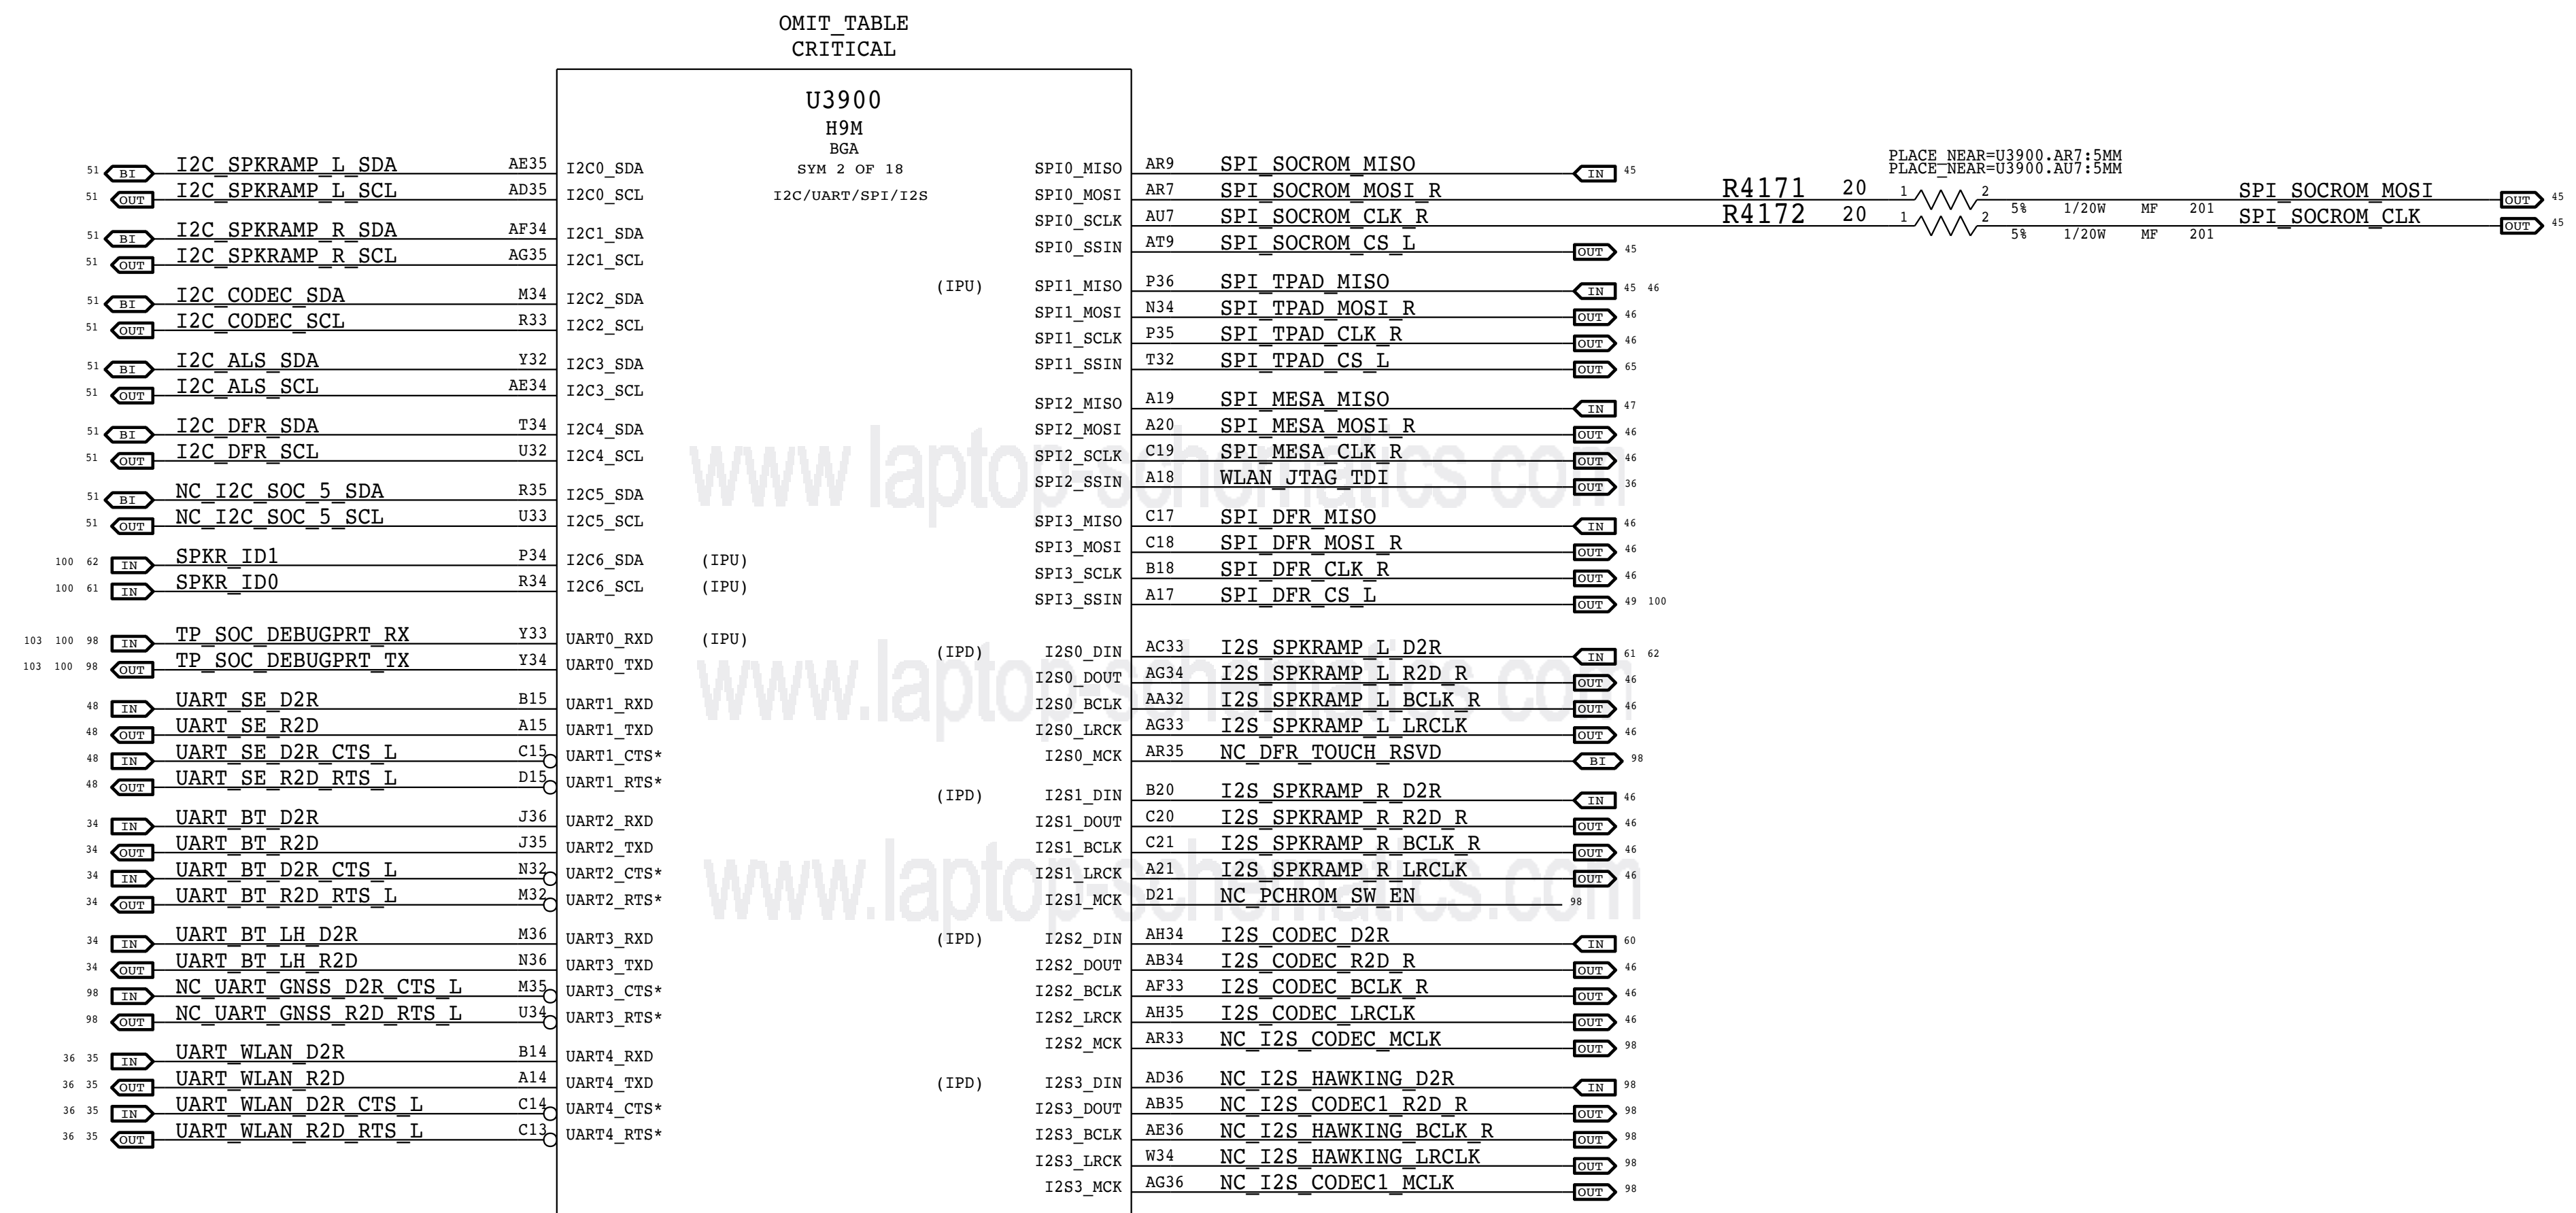 OMIT_TABLE
CRITICAL
U3900
H9M
BGA
SYM 2 OF 18
I2C/UART/SPI/I2S
51 BI I2C_SPKRAMP_L_SDA AE35 I2C0_SDA
51 OUT I2C_SPKRAMP_L_SCL AD35 I2C0_SCL
51 BI I2C_SPKRAMP_R_SDA AF34 I2C1_SDA
51 OUT I2C_SPKRAMP_R_SCL AG35 I2C1_SCL
51 BI I2C_CODEC_SDA M34 I2C2_SDA
51 OUT I2C_CODEC_SCL R33 I2C2_SCL
51 BI I2C_ALS_SDA Y32 I2C3_SDA
51 OUT I2C_ALS_SCL AE34 I2C3_SCL
51 BI I2C_DFR_SDA T34 I2C4_SDA
51 OUT I2C_DFR_SCL U32 I2C4_SCL
51 BI NC_I2C_SOC_5_SDA R35 I2C5_SDA
51 OUT NC_I2C_SOC_5_SCL U33 I2C5_SCL
100 62 IN SPKR_ID1 P34 I2C6_SDA (IPU)
100 61 IN SPKR_ID0 R34 I2C6_SCL (IPU)
103 100 98 IN TP_SOC_DEBUGPRT_RX Y33 UART0_RXD (IPU)
103 100 98 OUT TP_SOC_DEBUGPRT_TX Y34 UART0_TXD
48 IN UART_SE_D2R B15 UART1_RXD
48 OUT UART_SE_R2D A15 UART1_TXD
48 IN UART_SE_D2R_CTS_L C15 UART1_CTS*
48 OUT UART_SE_R2D_RTS_L D15 UART1_RTS*
34 IN UART_BT_D2R J36 UART2_RXD
34 OUT UART_BT_R2D J35 UART2_TXD
34 IN UART_BT_D2R_CTS_L N32 UART2_CTS*
34 OUT UART_BT_R2D_RTS_L M32 UART2_RTS*
34 IN UART_BT_LH_D2R M36 UART3_RXD
34 OUT UART_BT_LH_R2D N36 UART3_TXD
98 IN NC_UART_GNSS_D2R_CTS_L M35 UART3_CTS*
98 OUT NC_UART_GNSS_R2D_RTS_L U34 UART3_RTS*
36 35 IN UART_WLAN_D2R B14 UART4_RXD
36 35 OUT UART_WLAN_R2D A14 UART4_TXD
36 35 IN UART_WLAN_D2R_CTS_L C14 UART4_CTS*
36 35 OUT UART_WLAN_R2D_RTS_L C13 UART4_RTS*
SPI0_MISO AR9 SPI_SOCROM_MISO IN 45
SPI0_MOSI AR7 SPI_SOCROM_MOSI_R
SPI0_SCLK AU7 SPI_SOCROM_CLK_R
SPI0_SSIN AT9 SPI_SOCROM_CS_L OUT 45
(IPU) SPI1_MISO P36 SPI_TPAD_MISO IN 45 46
SPI1_MOSI N34 SPI_TPAD_MOSI_R OUT 46
SPI1_SCLK P35 SPI_TPAD_CLK_R OUT 46
SPI1_SSIN T32 SPI_TPAD_CS_L OUT 65
SPI2_MISO A19 SPI_MESA_MISO IN 47
SPI2_MOSI A20 SPI_MESA_MOSI_R OUT 46
SPI2_SCLK C19 SPI_MESA_CLK_R OUT 46
SPI2_SSIN A18 WLAN_JTAG_TDI OUT 36
SPI3_MISO C17 SPI_DFR_MISO IN 46
SPI3_MOSI C18 SPI_DFR_MOSI_R OUT 46
SPI3_SCLK B18 SPI_DFR_CLK_R OUT 46
SPI3_SSIN A17 SPI_DFR_CS_L OUT 49 100
(IPD) I2S0_DIN AC33 I2S_SPKRAMP_L_D2R IN 61 62
I2S0_DOUT AG34 I2S_SPKRAMP_L_R2D_R OUT 46
I2S0_BCLK AA32 I2S_SPKRAMP_L_BCLK_R OUT 46
I2S0_LRCK AG33 I2S_SPKRAMP_L_LRCLK OUT 46
I2S0_MCK AR35 NC_DFR_TOUCH_RSVD BI 98
(IPD) I2S1_DIN B20 I2S_SPKRAMP_R_D2R IN 46
I2S1_DOUT C20 I2S_SPKRAMP_R_R2D_R OUT 46
I2S1_BCLK C21 I2S_SPKRAMP_R_BCLK_R OUT 46
I2S1_LRCK A21 I2S_SPKRAMP_R_LRCLK OUT 46
I2S1_MCK D21 NC_PCHROM_SW_EN 98
(IPD) I2S2_DIN AH34 I2S_CODEC_D2R IN 60
I2S2_DOUT AB34 I2S_CODEC_R2D_R OUT 46
I2S2_BCLK AF33 I2S_CODEC_BCLK_R OUT 46
I2S2_LRCK AH35 I2S_CODEC_LRCLK OUT 46
I2S2_MCK AR33 NC_I2S_CODEC_MCLK OUT 98
(IPD) I2S3_DIN AD36 NC_I2S_HAWKING_D2R IN 98
I2S3_DOUT AB35 NC_I2S_CODEC1_R2D_R OUT 98
I2S3_BCLK AE36 NC_I2S_HAWKING_BCLK_R OUT 98
I2S3_LRCK W34 NC_I2S_HAWKING_LRCLK OUT 98
I2S3_MCK AG36 NC_I2S_CODEC1_MCLK OUT 98
PLACE_NEAR=U3900.AR7:5MM
PLACE_NEAR=U3900.AU7:5MM
R4171 20 1 2 5% 1/20W MF 201 SPI_SOCROM_MOSI OUT 45
R4172 20 1 2 5% 1/20W MF 201 SPI_SOCROM_CLK OUT 45
www.laptop-schematics.com
www.laptop-schematics.com
www.laptop-schematics.com